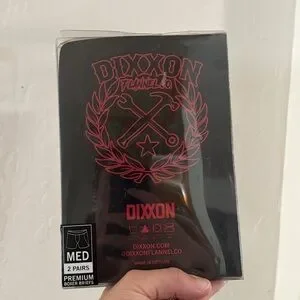 DIXXON
FLANNEL CO
DIXXON
DIXXON.COM
@DIXXONFLANNELCO
MED
2 PAIRS
PREMIUM
BOXER BRIEFS